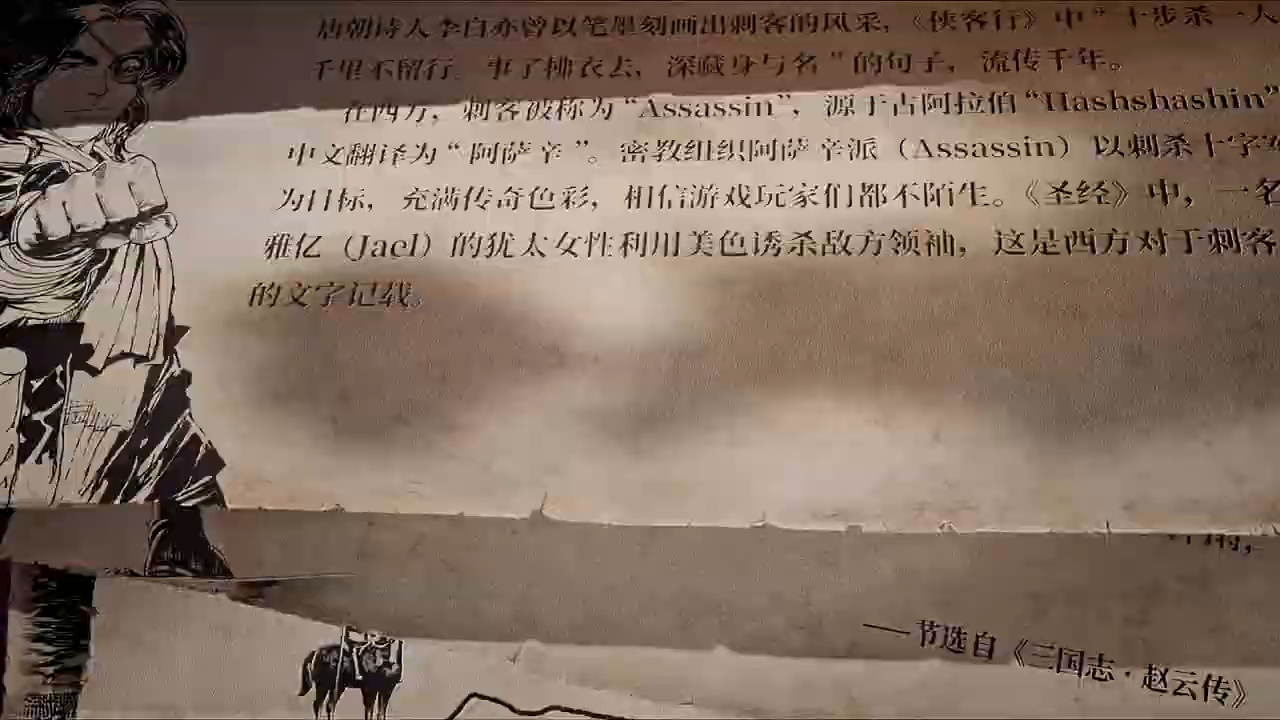 唐朝诗人李白亦曾以笔墨刻画出刺客的风采，《侠客行》中“十步杀一人
千里不留行。事了拂衣去，深藏身与名”的句子，流传千年。
在西方，刺客被称为“Assassin”，源于古阿拉伯“Hashshashin”
中文翻译为“阿萨辛”。密教组织阿萨辛派（Assassin）以刺杀十字军
为目标，充满传奇色彩，相信游戏玩家们都不陌生。《圣经》中，一名
雅亿（Jael）的犹太女性利用美色诱杀敌方领袖，这是西方对于刺客
的文字记载。
——节选自《三国志·赵云传》